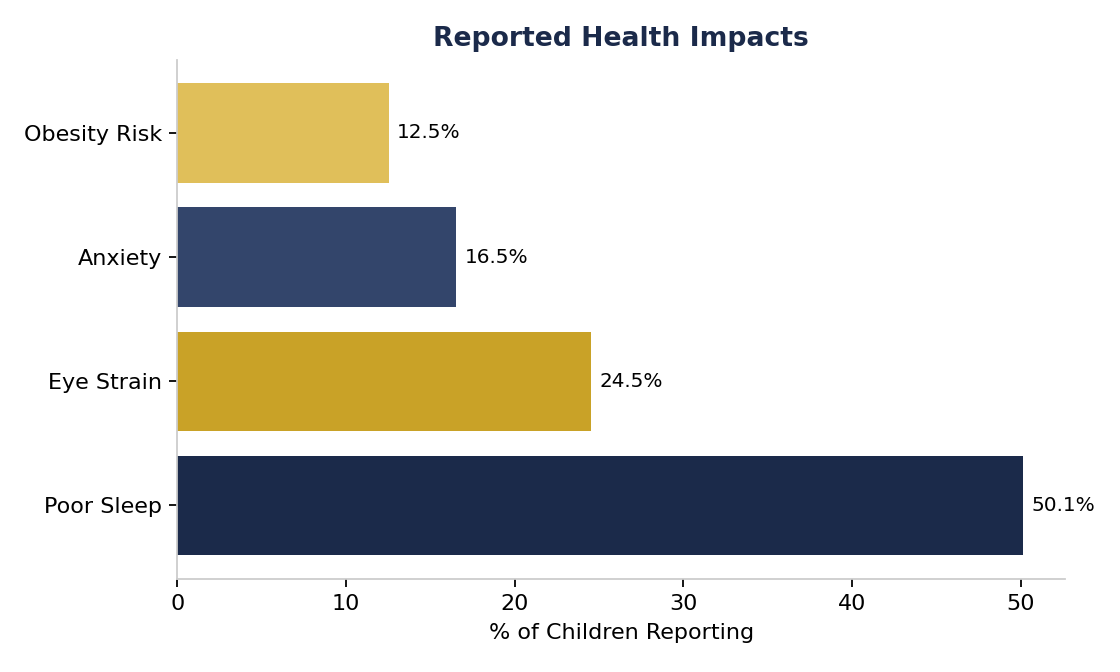 Reported Health Impacts
Obesity Risk
12.5%
Anxiety
16.5%
Eye Strain
24.5%
Poor Sleep
50.1%
0 10 20 30 40 50
% of Children Reporting